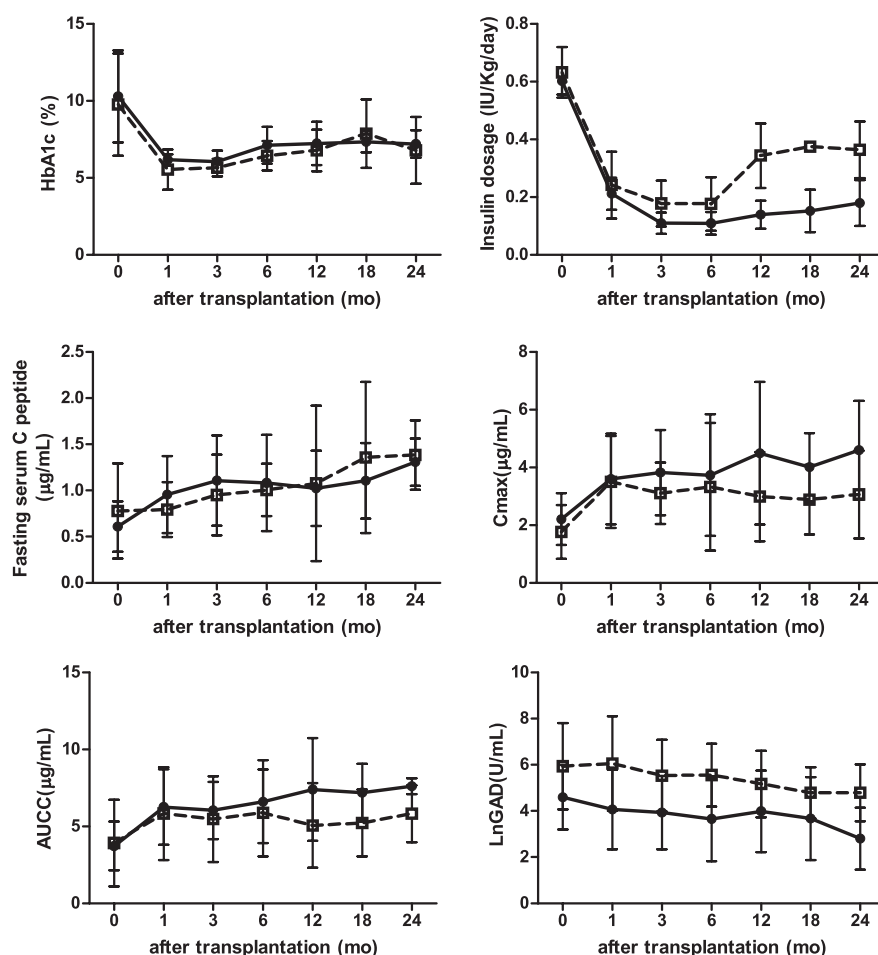 HbA1c (%)
15
10
5
0
0 1 3 6 12 18 24
after transplantation (mo)
Insulin dosage (IU/Kg/day)
0.8
0.6
0.4
0.2
0.0
0 1 3 6 12 18 24
after transplantation (mo)
Fasting serum C peptide
(μg/mL)
2.5
2.0
1.5
1.0
0.5
0.0
0 1 3 6 12 18 24
after transplantation (mo)
Cmax(μg/mL)
8
6
4
2
0
0 1 3 6 12 18 24
after transplantation (mo)
AUCC(μg/mL)
15
10
5
0
0 1 3 6 12 18 24
after transplantation (mo)
LnGAD(U/mL)
10
8
6
4
2
0
0 1 3 6 12 18 24
after transplantation (mo)